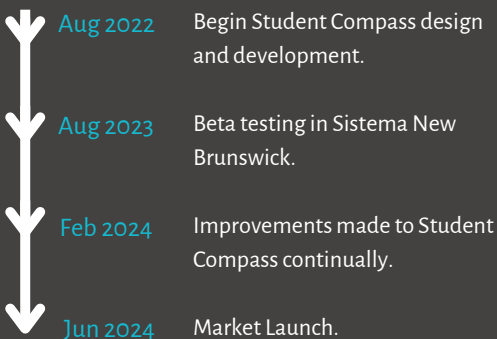 Aug 2022 Begin Student Compass design
and development.
Aug 2023 Beta testing in Sistema New
Brunswick.
Feb 2024 Improvements made to Student
Compass continually.
Jun 2024 Market Launch.